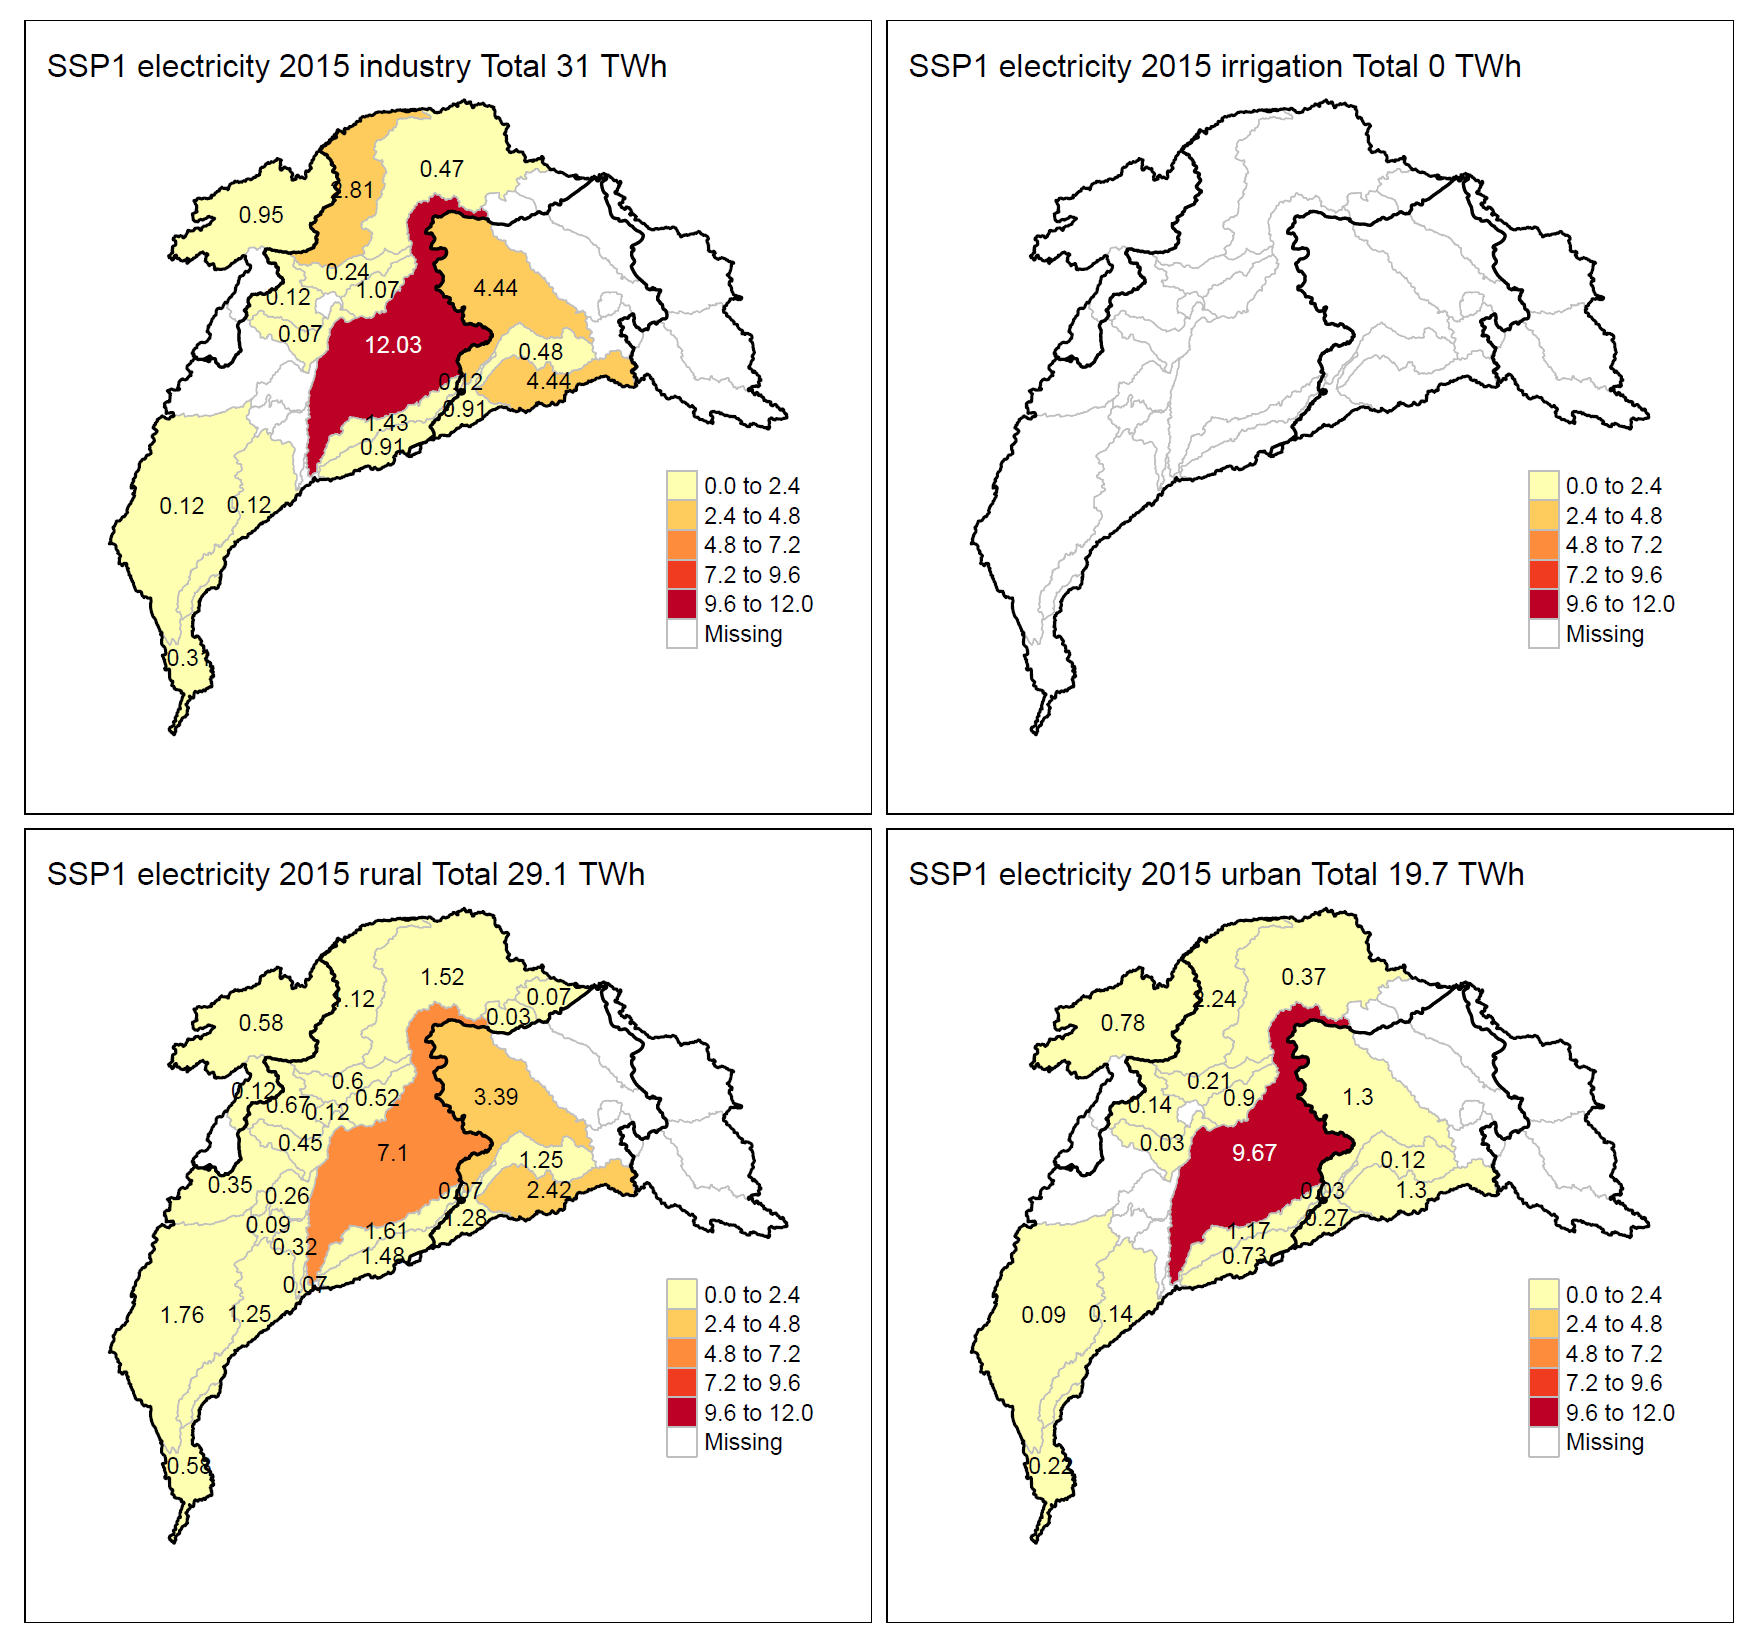 SSP1 electricity 2015 industry Total 31 TWh
0.47
0.95
0.24
1.07
0.12
4.44
0.07
12.03
0.48
4.44
0.12
0.91
1.43
0.91
0.12
0.12
0.0 to 2.4
2.4 to 4.8
4.8 to 7.2
7.2 to 9.6
9.6 to 12.0
Missing
SSP1 electricity 2015 irrigation Total 0 TWh
0.0 to 2.4
2.4 to 4.8
4.8 to 7.2
7.2 to 9.6
9.6 to 12.0
Missing
SSP1 electricity 2015 rural Total 29.1 TWh
1.52
0.07
0.03
0.58
0.6
0.12
0.67
0.12
0.52
3.39
0.45
7.1
1.25
0.35
0.26
0.07
2.42
0.09
1.61
1.28
0.32
1.48
0.07
1.76
1.25
0.58
0.0 to 2.4
2.4 to 4.8
4.8 to 7.2
7.2 to 9.6
9.6 to 12.0
Missing
SSP1 electricity 2015 urban Total 19.7 TWh
0.37
2.24
0.78
0.21
0.9
0.14
1.3
0.03
9.67
0.12
0.03
1.3
0.27
1.17
0.73
0.09
0.14
0.22
0.0 to 2.4
2.4 to 4.8
4.8 to 7.2
7.2 to 9.6
9.6 to 12.0
Missing